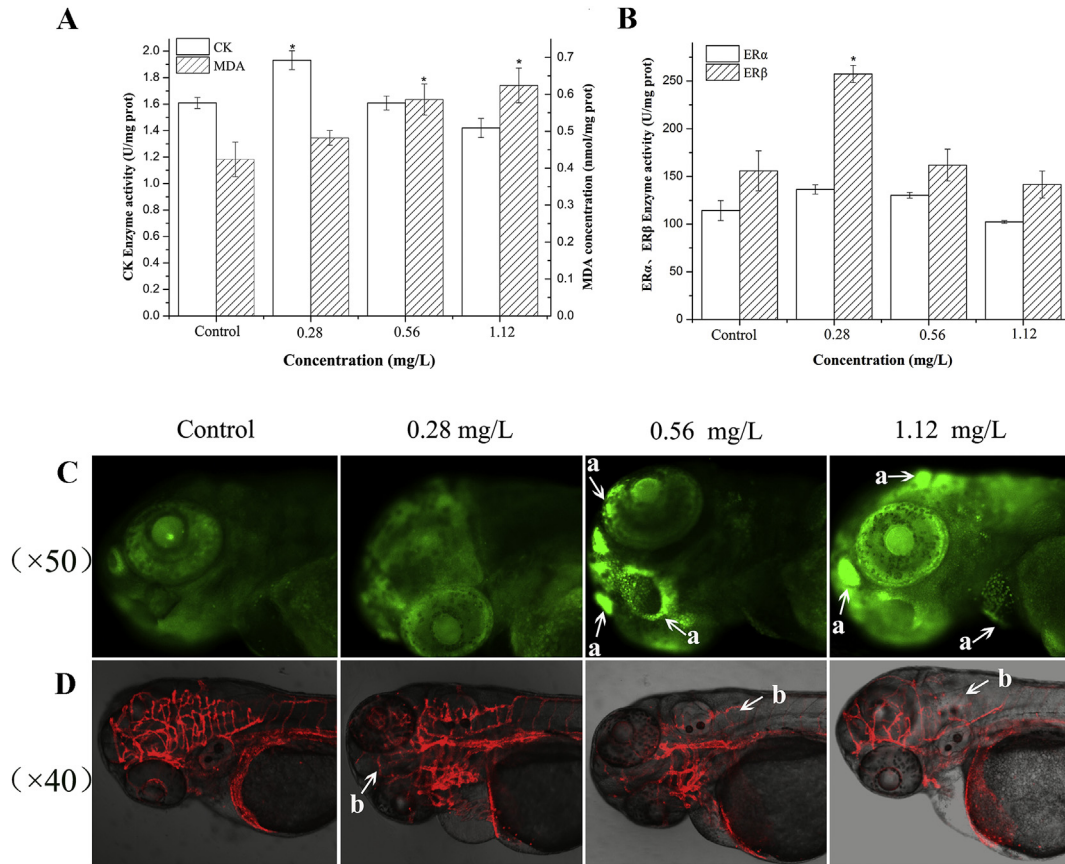 A
CK
MDA
CK Enzyme activity (U/mg prot)
2.0
1.8
1.6
1.4
1.2
1.0
0.8
0.6
0.4
0.2
0.0
*
*
*
0.7
0.6
0.5
0.4
0.3
0.2
0.1
0.0
MDA concentration (nmol/mg prot)
Control 0.28 0.56 1.12
Concentration (mg/L)
B
ERα
ERβ
ERα、ERβ Enzyme activity (U/mg prot)
250
200
150
100
50
0
*
Control 0.28 0.56 1.12
Concentration (mg/L)
Control 0.28 mg/L 0.56 mg/L 1.12 mg/L
C
(×50)
a
a
a
a
a
a
D
(×40)
b
b
b